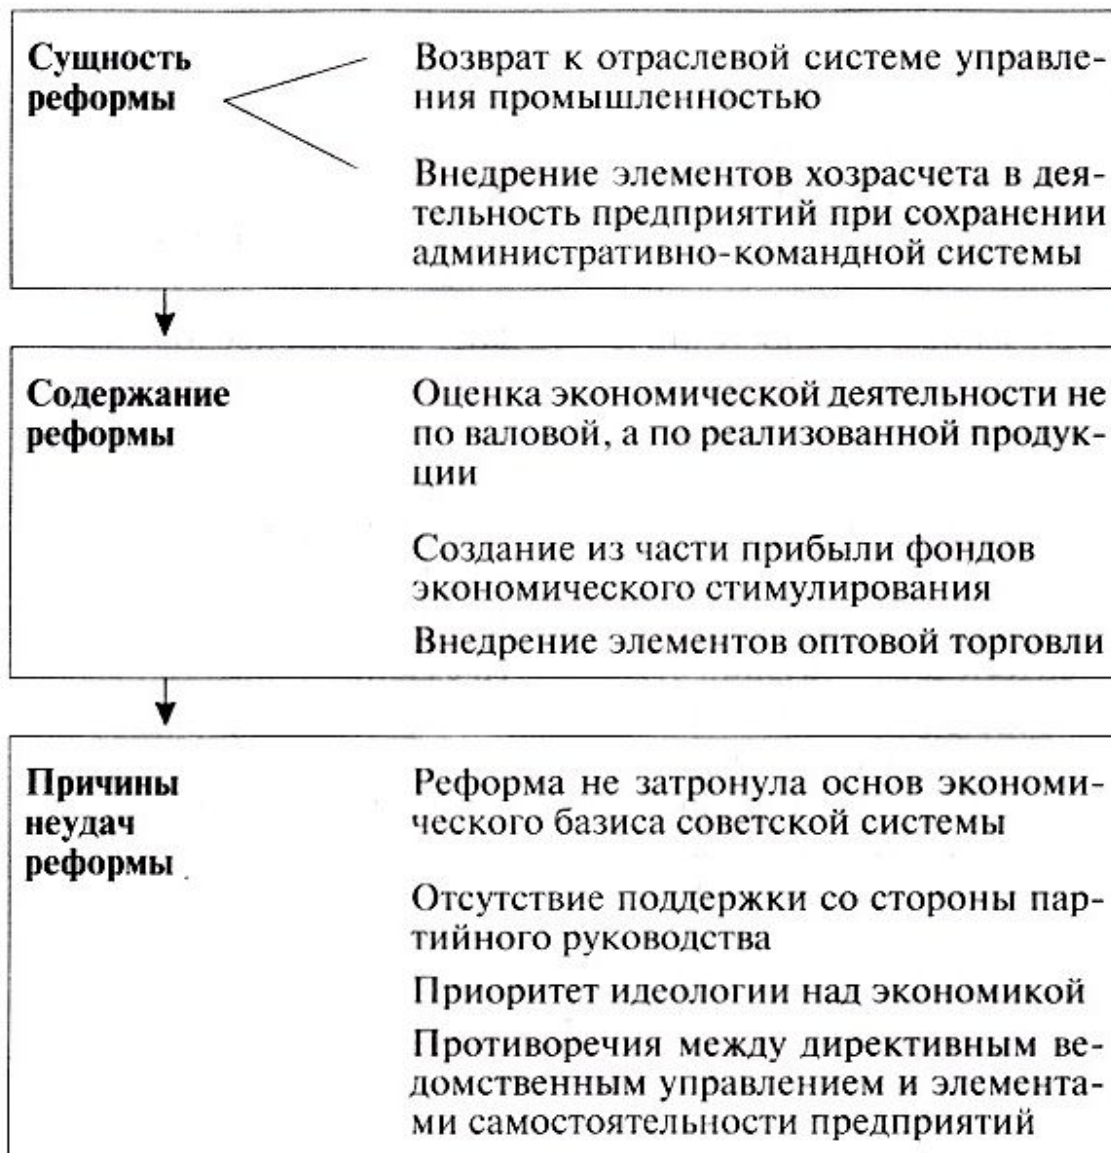 Сущность
реформы
Возврат к отраслевой системе управле-
ния промышленностью
Внедрение элементов хозрасчета в дея-
тельность предприятий при сохранении
административно-командной системы
Содержание
реформы
Оценка экономической деятельности не
по валовой, а по реализованной продук-
ции
Создание из части прибыли фондов
экономического стимулирования
Внедрение элементов оптовой торговли
Причины
неудач
реформы
Реформа не затронула основ экономи-
ческого базиса советской системы
Отсутствие поддержки со стороны пар-
тийного руководства
Приоритет идеологии над экономикой
Противоречия между директивным ве-
домственным управлением и элемента-
ми самостоятельности предприятий